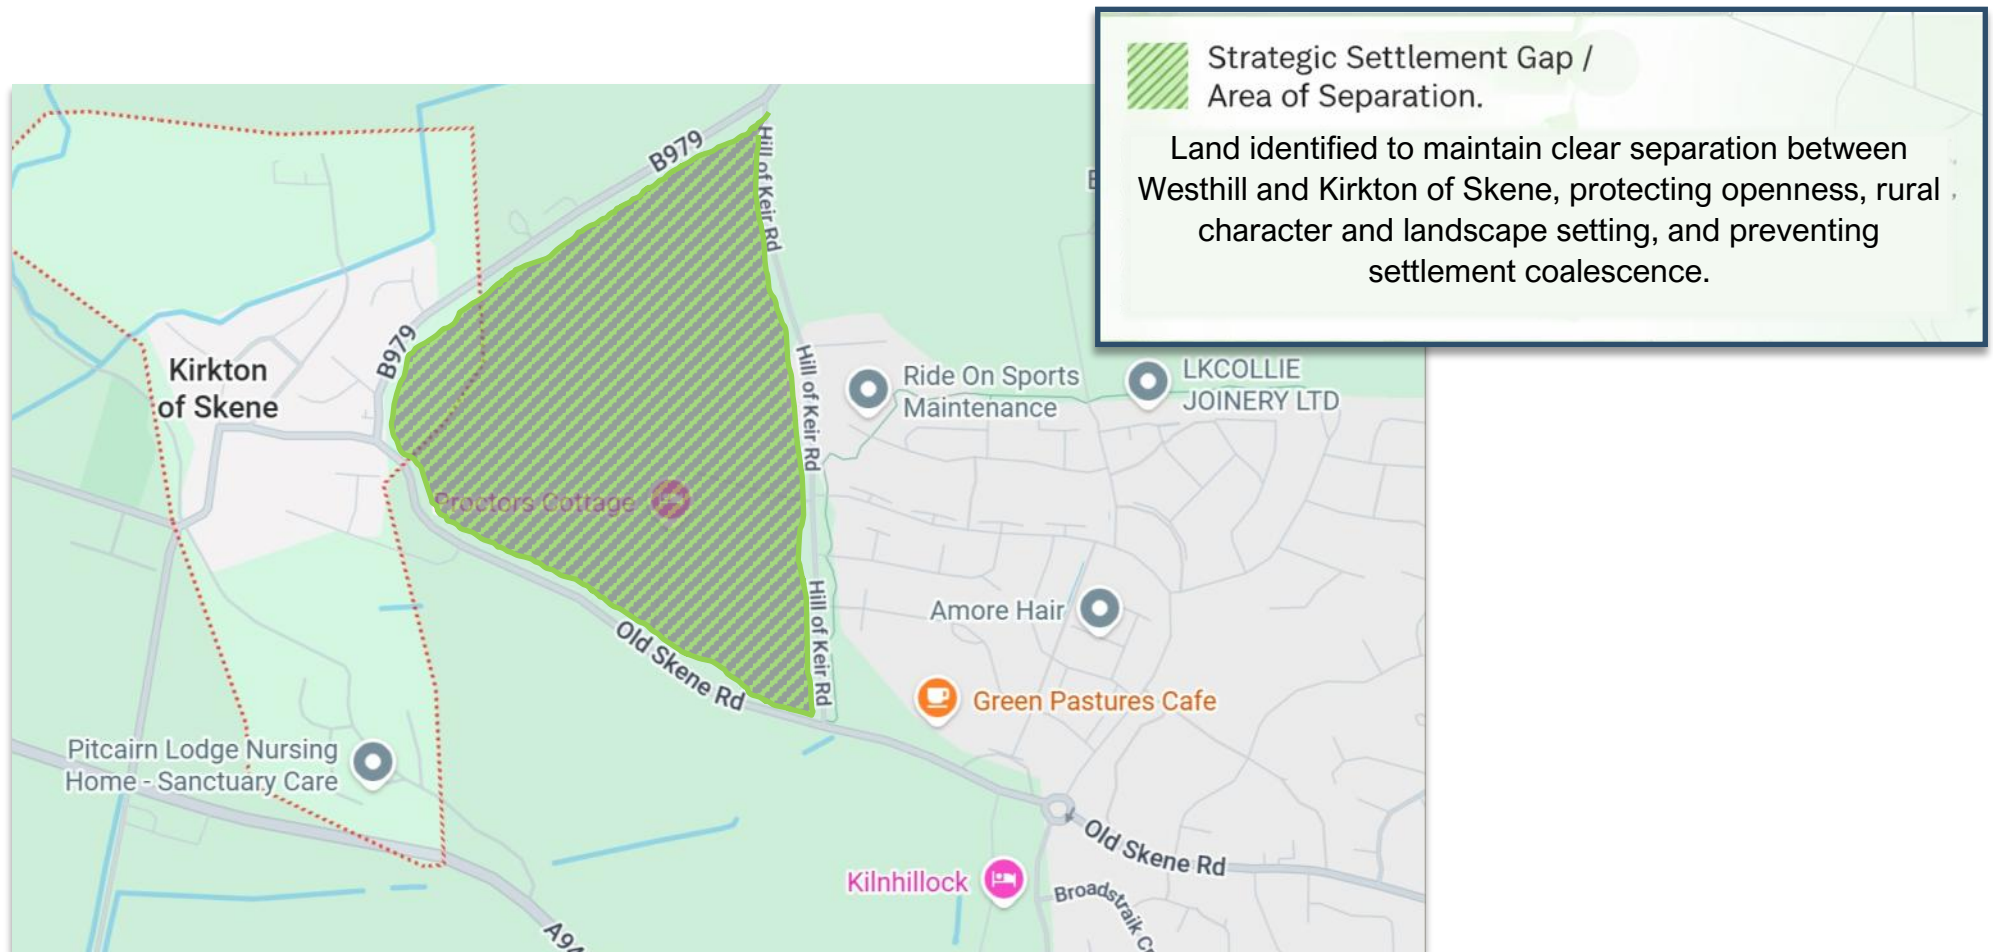 Strategic Settlement Gap /
Area of Separation.
Land identified to maintain clear separation between
Westhill and Kirkton of Skene, protecting openness, rural
character and landscape setting, and preventing
settlement coalescence.
B979
Hill of Keir Rd
B979
Kirkton
of Skene
Hill of Keir Rd
Ride On Sports
Maintenance
LKCOLLIE
JOINERY LTD
Proctors Cottage
Hill of Keir Rd
Amore Hair
Old Skene Rd
Green Pastures Cafe
Pitcairn Lodge Nursing
Home - Sanctuary Care
Old Skene Rd
Kilnhillock
Broadstraik